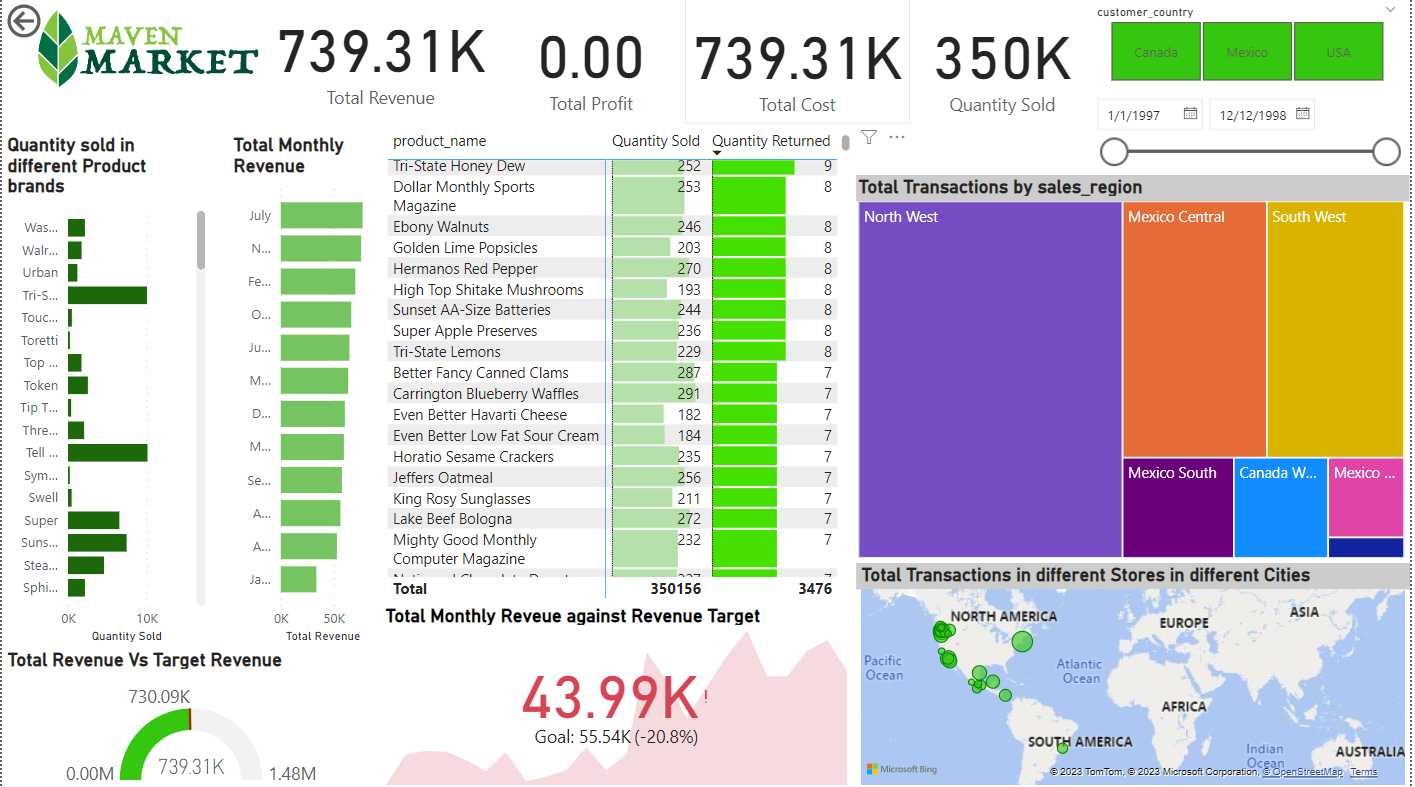 MAVEN
MARKET
739.31K
Total Revenue
0.00
Total Profit
739.31K
Total Cost
350K
Quantity Sold
customer_country
Canada
Mexico
USA
1/1/1997
12/12/1998
Quantity sold in
different Product
brands
Was...
Walr...
Urban
Tri-S...
Touc...
Toretti
Top ...
Token
Tip T...
Thre...
Tell ...
Sym...
Swell
Super
Suns...
Stea...
Sphi...
0K 10K
Quantity Sold
Total Monthly
Revenue
July
N...
Fe...
O...
Ju...
M...
D...
M...
Se...
A...
A...
Ja...
0K 50K
Total Revenue
product_name Quantity Sold Quantity Returned
Tri-State Honey Dew 252 9
Dollar Monthly Sports 253 8
Magazine
Ebony Walnuts 246 8
Golden Lime Popsicles 203 8
Hermanos Red Pepper 270 8
High Top Shitake Mushrooms 193 8
Sunset AA-Size Batteries 244 8
Super Apple Preserves 236 8
Tri-State Lemons 229 8
Better Fancy Canned Clams 287 7
Carrington Blueberry Waffles 291 7
Even Better Havarti Cheese 182 7
Even Better Low Fat Sour Cream 184 7
Horatio Sesame Crackers 235 7
Jeffers Oatmeal 256 7
King Rosy Sunglasses 211 7
Lake Beef Bologna 272 7
Mighty Good Monthly 232 7
Computer Magazine
Total 350156 3476
Total Transactions by sales_region
North West
Mexico Central
South West
Mexico South
Canada W...
Mexico ...
Total Revenue Vs Target Revenue
730.09K
0.00M
739.31K
1.48M
Total Monthly Reveue against Revenue Target
43.99K!
Goal: 55.54K (-20.8%)
Total Transactions in different Stores in different Cities
NORTH AMERICA
EUROPE
ASIA
Pacific
Ocean
Atlantic
Ocean
AFRICA
SOUTH AMERICA
Indian
Ocean
AUSTRALIA
Microsoft Bing
© 2023 TomTom, © 2023 Microsoft Corporation, © OpenStreetMap Terms